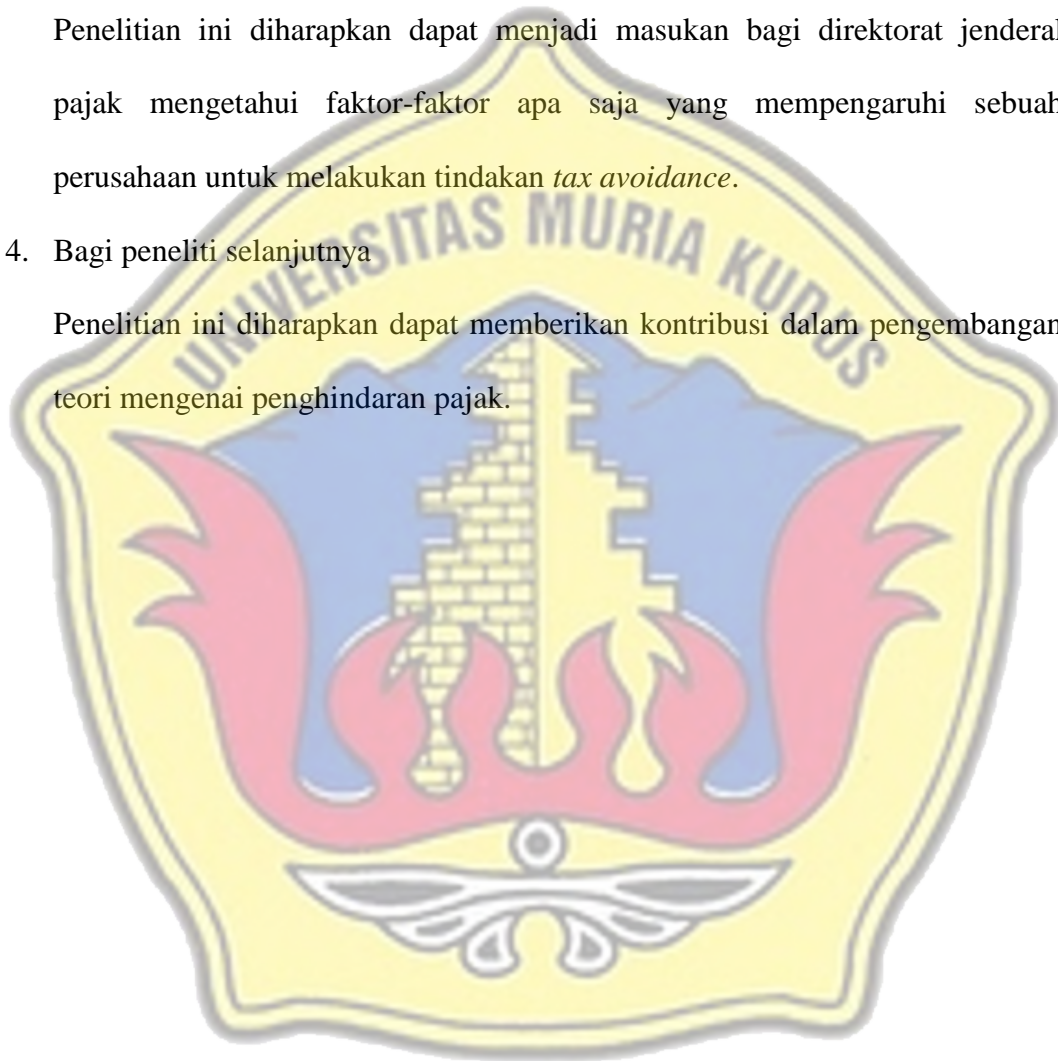 Penelitian ini diharapkan dapat menjadi masukan bagi direktorat jenderal
pajak mengetahui faktor-faktor apa saja yang mempengaruhi sebuah
perusahaan untuk melakukan tindakan tax avoidance.
4. Bagi peneliti selanjutnya
Penelitian ini diharapkan dapat memberikan kontribusi dalam pengembangan
teori mengenai penghindaran pajak.
UNIVERSITAS MURIA KUDUS